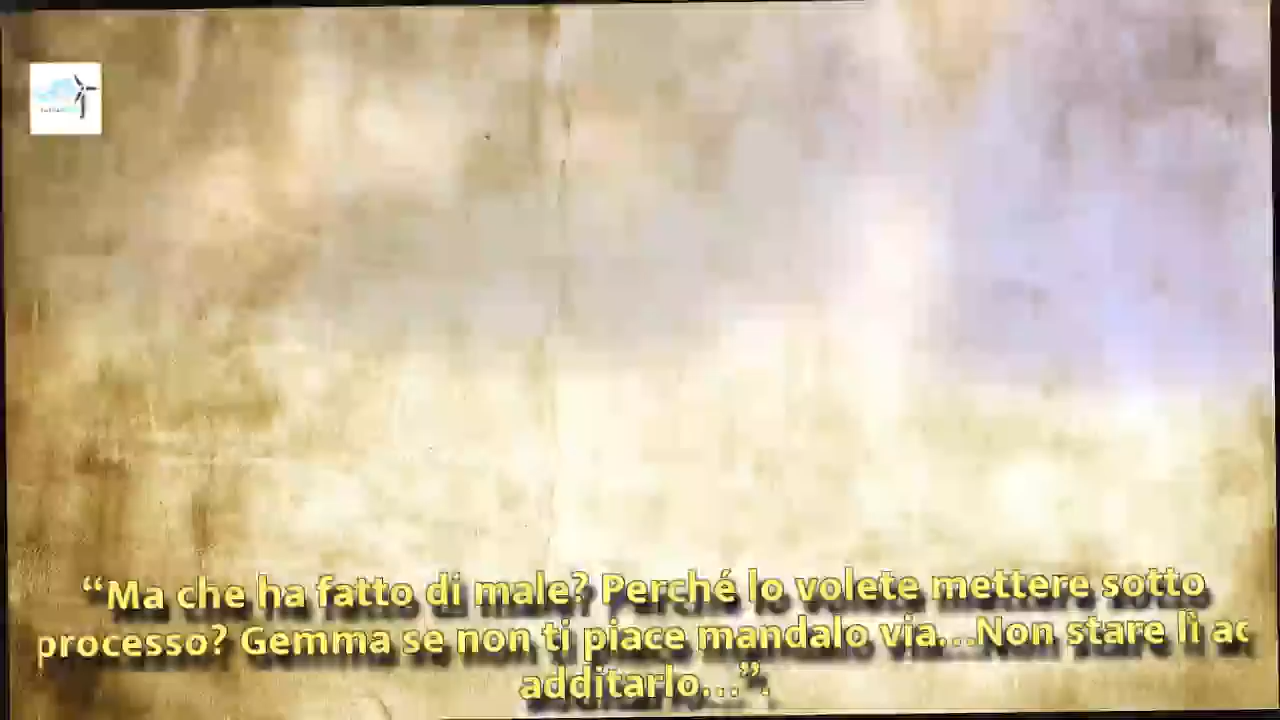 “Ma che ha fatto di male? Perché lo volete mettere sotto
processo? Gemma se non ti piace mandalo via…Non stare lì ad
additarlo…”.